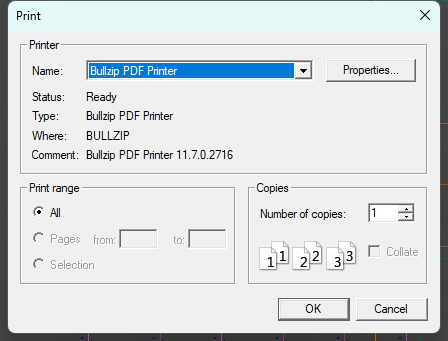 Print
Printer
Name: Bullzip PDF Printer Properties...
Status: Ready
Type: Bullzip PDF Printer
Where: BULLZIP
Comment: Bullzip PDF Printer 11.7.0.2716
Print range
All
Pages from: to:
Selection
Copies
Number of copies: 1
1 1 2 2 3 3 Collate
OK Cancel